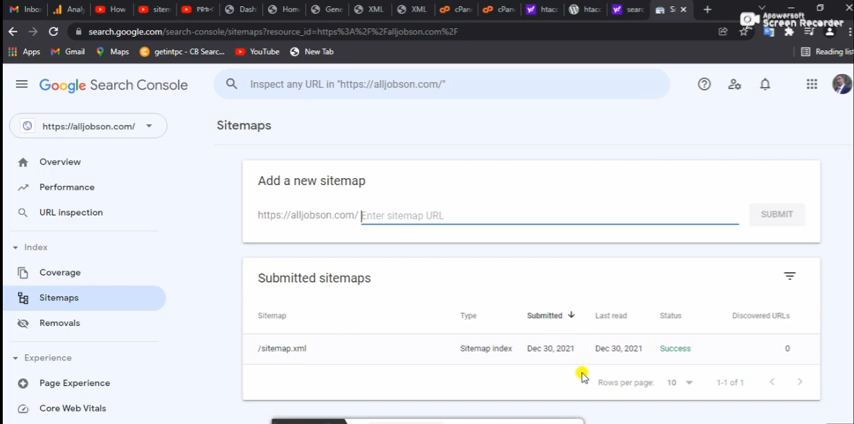 Inbox
Analy
How
sitem
Dash
Home
Gene
XML
XML
cPan
cPan
htacc
htacc
search
S
Apowersoft
Screen Recorder
search.google.com/search-console/sitemaps?resource_id=https%3A%2F%2Falljobson.com%2F
Apps
Gmail
Maps
getintpc - CB Searc...
YouTube
New Tab
Reading list
Google Search Console
Inspect any URL in "https://alljobson.com/"
https://alljobson.com/
Sitemaps
Overview
Performance
URL inspection
Index
Coverage
Sitemaps
Removals
Experience
Page Experience
Core Web Vitals
Add a new sitemap
https://alljobson.com/ Enter sitemap URL
SUBMIT
Submitted sitemaps
Sitemap Type Submitted Last read Status Discovered URLs
/sitemap.xml Sitemap index Dec 30, 2021 Dec 30, 2021 Success 0
Rows per page: 10 1-1 of 1